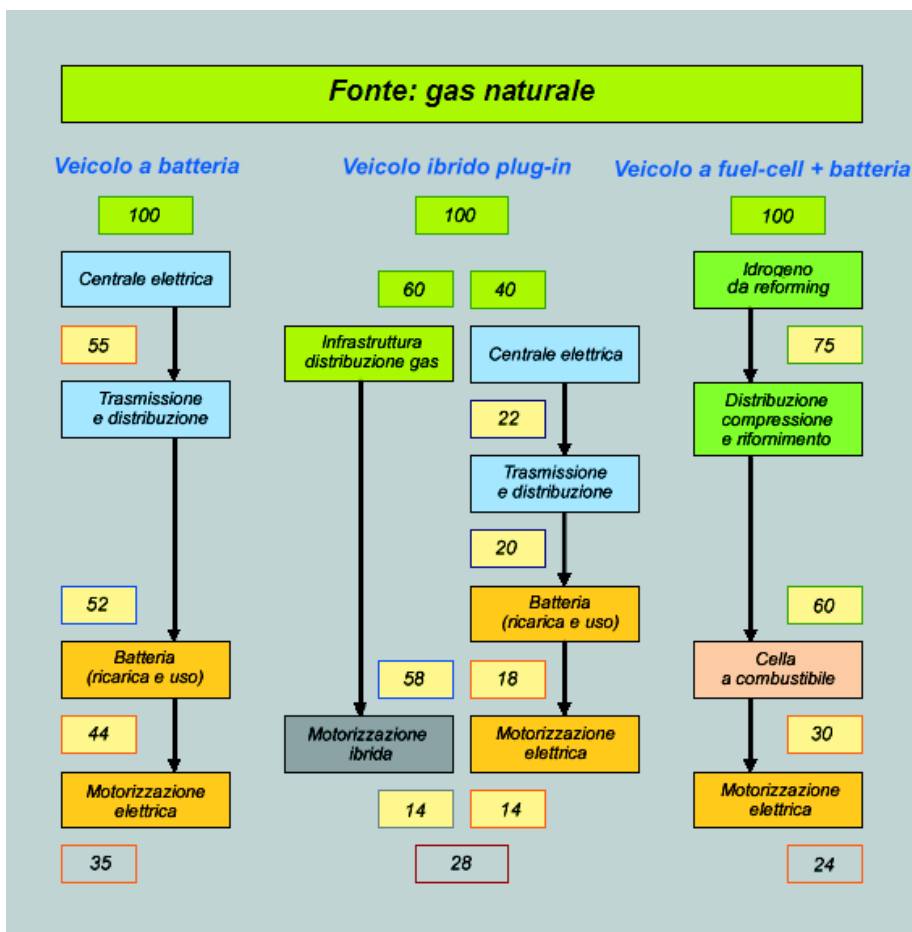 Fonte: gas naturale
Veicolo a batteria
100
Centrale elettrica
55
Trasmissione
e distribuzione
52
Batteria
(ricarica e uso)
44
Motorizzazione
elettrica
35
Veicolo ibrido plug-in
100
60
40
Infrastruttura
distribuzione gas
58
Motorizzazione
ibrida
14
Centrale elettrica
22
Trasmissione
e distribuzione
20
Batteria
(ricarica e uso)
18
Motorizzazione
elettrica
14
28
Veicolo a fuel-cell + batteria
100
Idrogeno
da reforming
75
Distribuzione
compressione
e rifornimento
60
Cella
a combustibile
30
Motorizzazione
elettrica
24